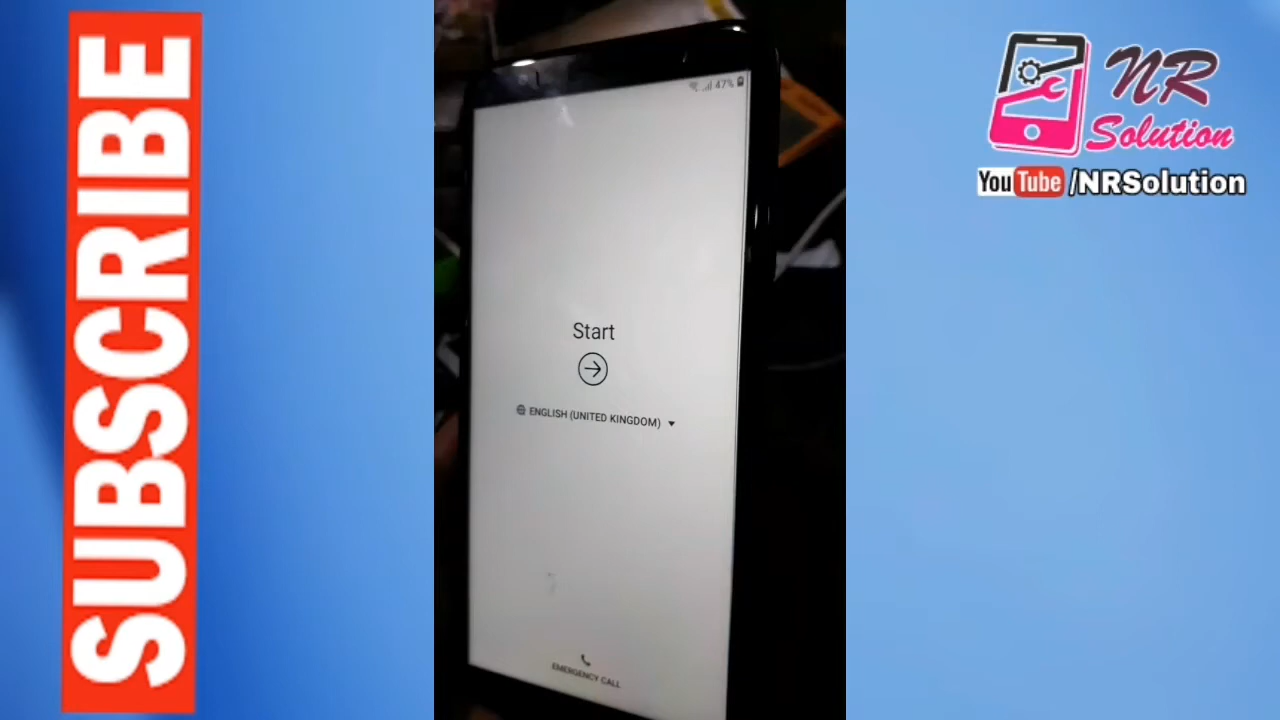 SUBSCRIBE
NR
Solution
YouTube /NRSolution
47%
Start
ENGLISH (UNITED KINGDOM)
EMERGENCY CALL